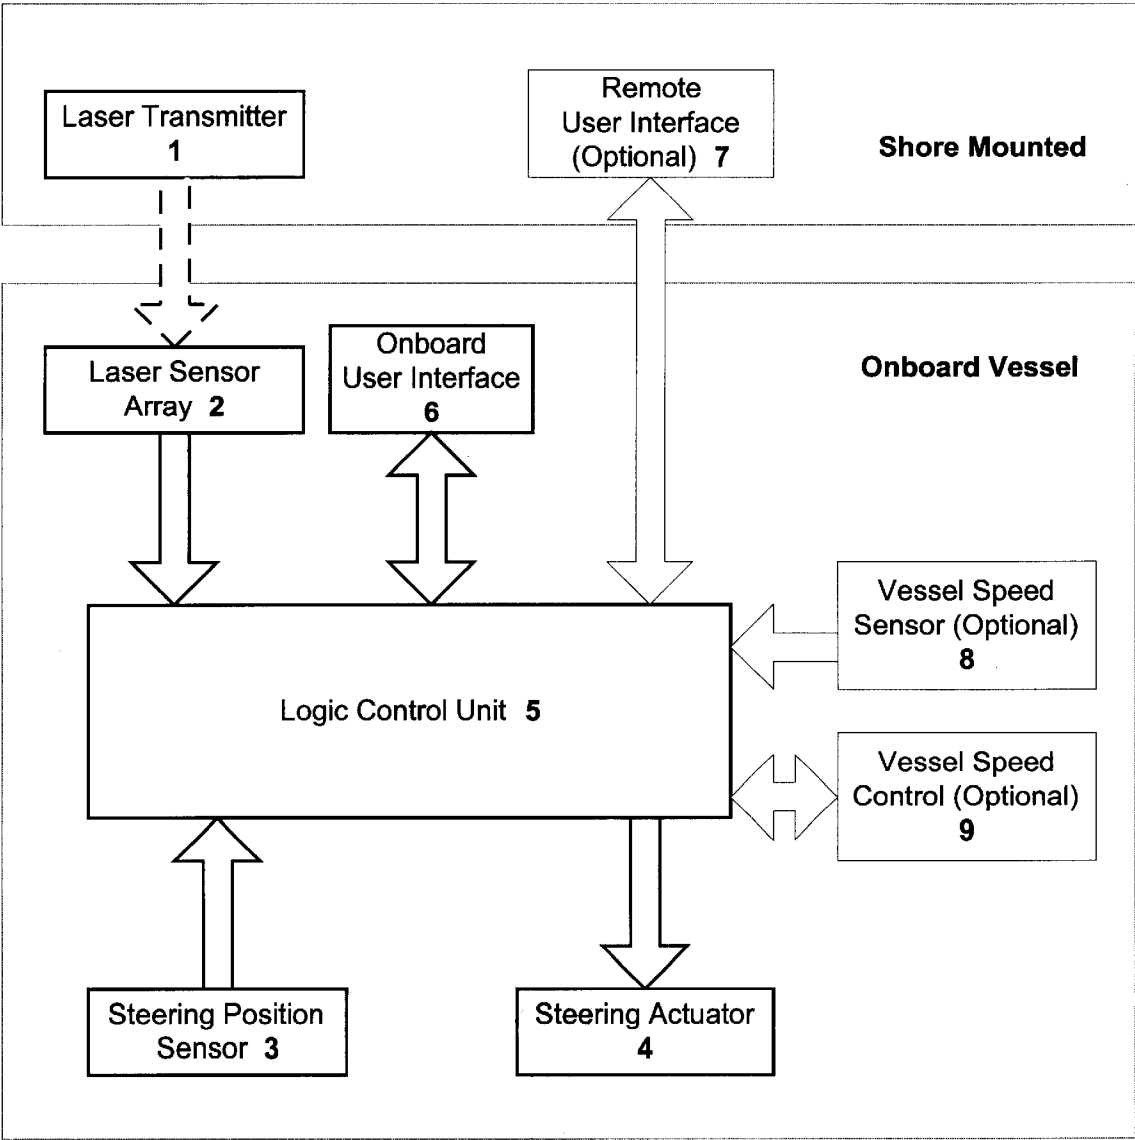 Laser Transmitter
1
Remote
User Interface
(Optional) 7
Shore Mounted
Laser Sensor
Array 2
Onboard
User Interface
6
Onboard Vessel
Vessel Speed
Sensor (Optional)
8
Logic Control Unit 5
Vessel Speed
Control (Optional)
9
Steering Position
Sensor 3
Steering Actuator
4